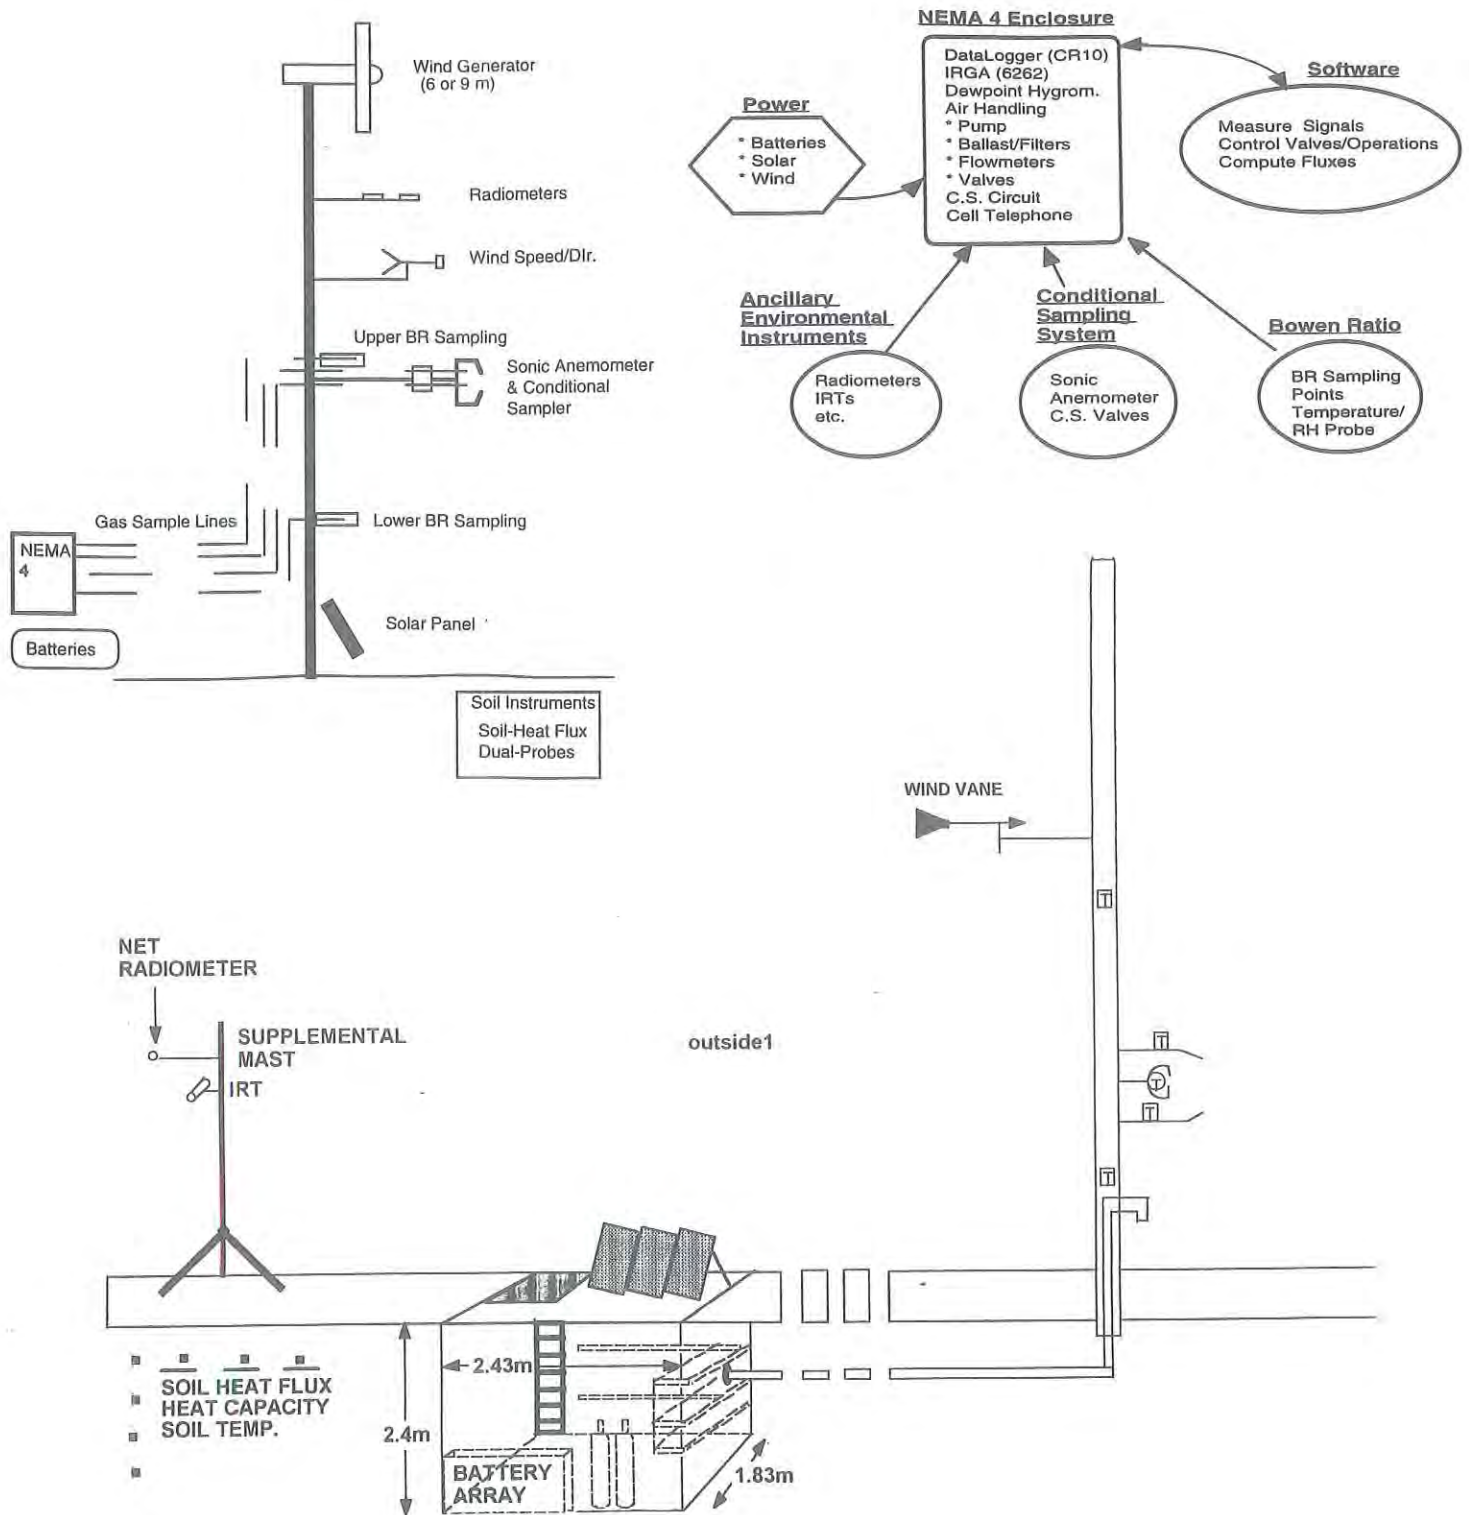 Wind Generator
(6 or 9 m)
Radiometers
Wind Speed/DIr.
Upper BR Sampling
Sonic Anemometer
& Conditional
Sampler
Gas Sample Lines
Lower BR Sampling
NEMA
4
Solar Panel
Batteries
Soil Instruments
Soil-Heat Flux
Dual-Probes
NEMA 4 Enclosure
DataLogger (CR10)
IRGA (6262)
Dewpoint Hygrom.
Air Handling
* Pump
* Ballast/Filters
* Flowmeters
* Valves
C.S. Circuit
Cell Telephone
Power
* Batteries
* Solar
* Wind
Software
Measure Signals
Control Valves/Operations
Compute Fluxes
Ancillary
Environmental
Instruments
Radiometers
IRTs
etc.
Conditional
Sampling
System
Sonic
Anemometer
C.S. Valves
Bowen Ratio
BR Sampling
Points
Temperature/
RH Probe
WIND VANE
T
T
T
T
T
NET
RADIOMETER
SUPPLEMENTAL
MAST
IRT
outside1
SOIL HEAT FLUX
HEAT CAPACITY
SOIL TEMP.
2.43m
2.4m
BATTERY
ARRAY
1.83m